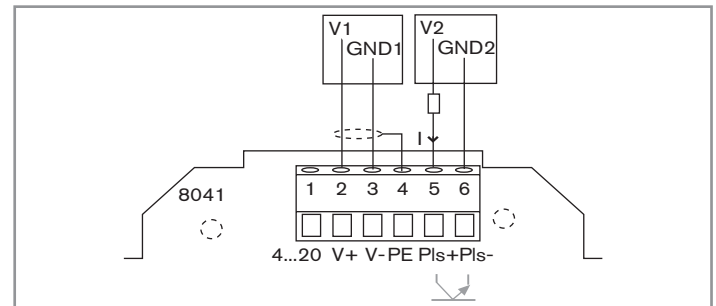 V1 V2
GND1 GND2
I
8041
1 2 3 4 5 6
4...20 V+ V- PE Pls+ Pls-